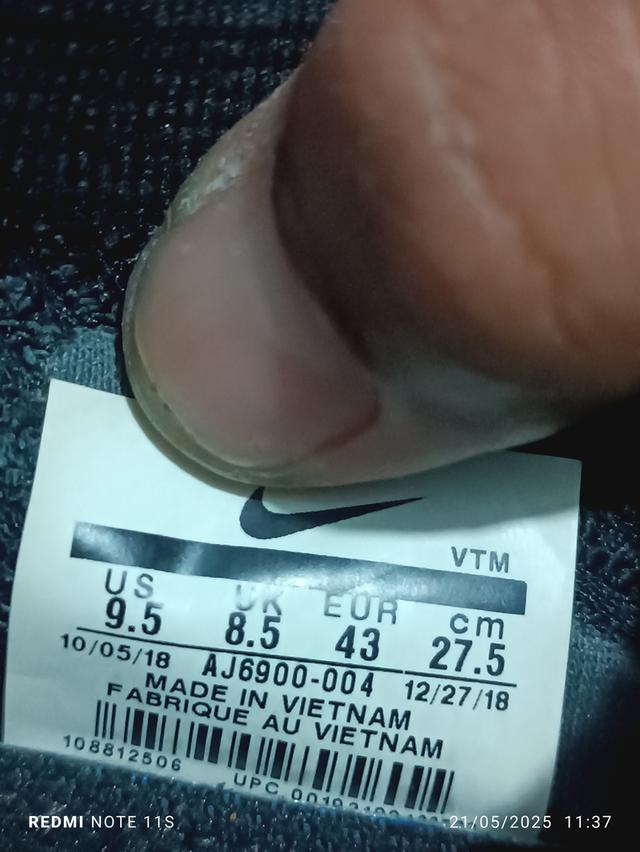 VTM
US UK EUR cm
9.5 8.5 43 27.5
10/05/18 AJ6900-004 12/27/18
MADE IN VIETNAM
FABRIQUE AU VIETNAM
108812506
UPC
REDMI NOTE 11S
21/05/2025 11:37